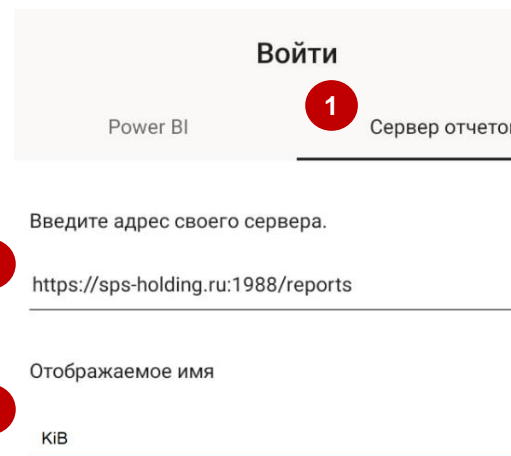 Войти
1
Power BI
Сервер отчетов
Введите адрес своего сервера.
https://sps-holding.ru:1988/reports
Отображаемое имя
KiB